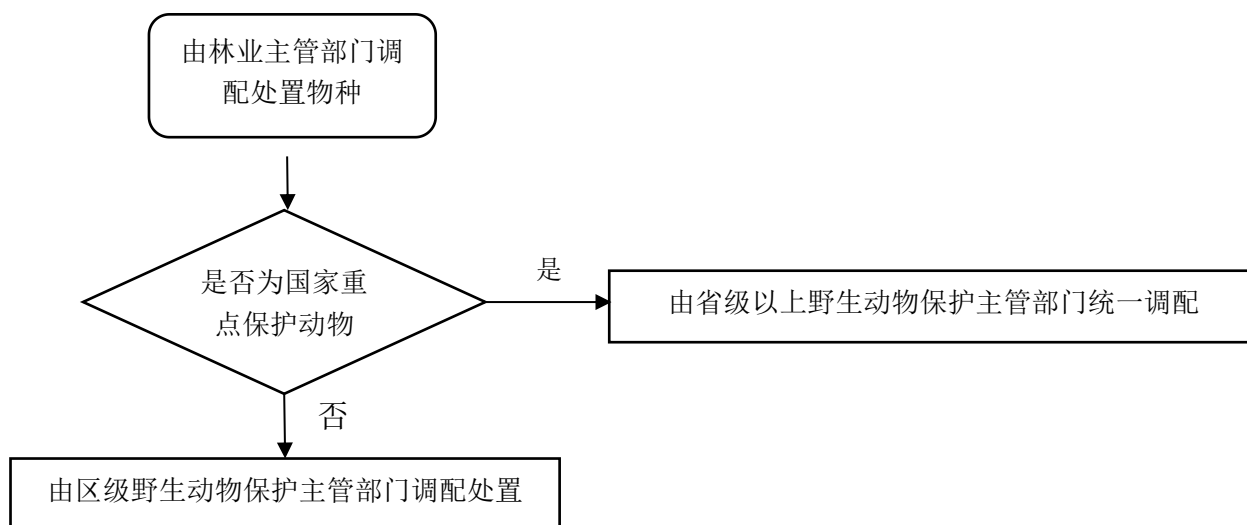 由林业主管部门调
配处置物种
是否为国家重
点保护动物
是
由省级以上野生动物保护主管部门统一调配
否
由区级野生动物保护主管部门调配处置